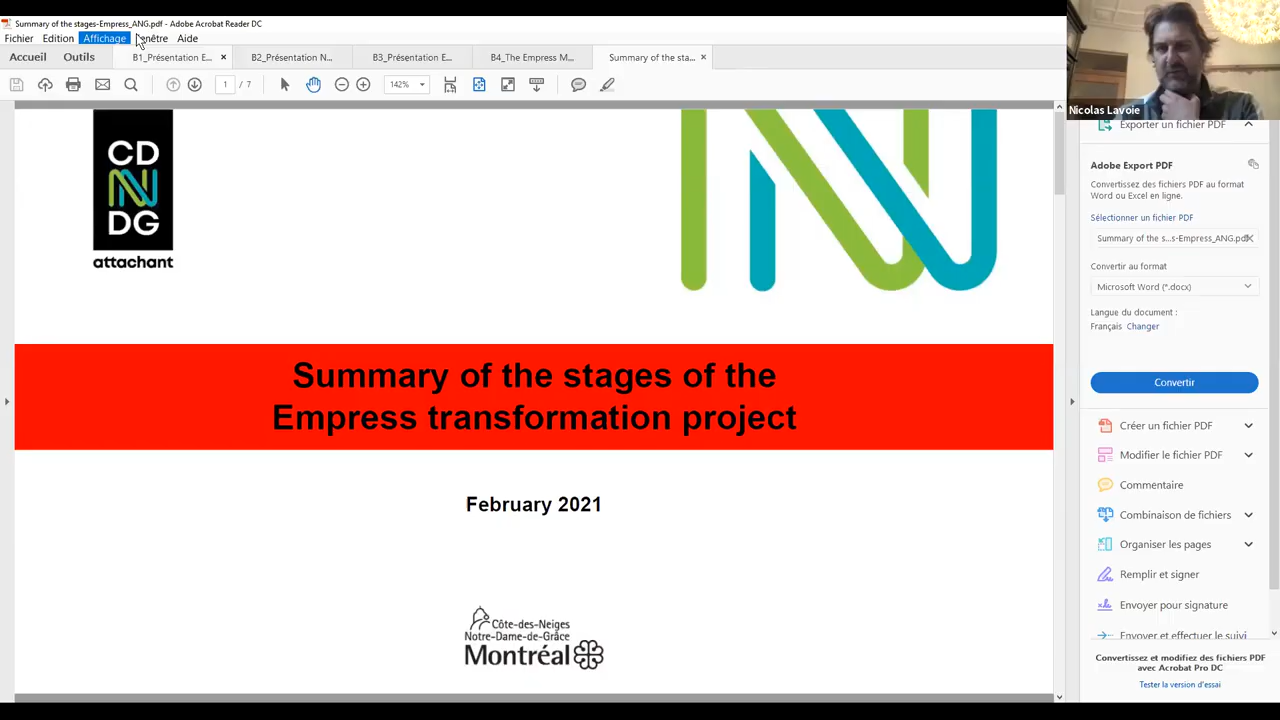 Summary of the stages-Empress_ANG.pdf - Adobe Acrobat Reader DC
Fichier Edition Affichage Fenêtre Aide
Accueil Outils B1_Présentation E... B2_Présentation N... B3_Présentation E... B4_The Empress M... Summary of the sta...
1 / 7 142%
Nicolas Lavoie
CD
N
DG
attachant
Summary of the stages of the
Empress transformation project
February 2021
Côte-des-Neiges
Notre-Dame-de-Grâce
Montréal
Exporter un fichier PDF
Adobe Export PDF
Convertissez des fichiers PDF au format
Word ou Excel en ligne.
Sélectionner un fichier PDF
Summary of the s...s-Empress_ANG.pdf
Convertir au format
Microsoft Word (*.docx)
Langue du document :
Français Changer
Convertir
Créer un fichier PDF
Modifier le fichier PDF
Commentaire
Combinaison de fichiers
Organiser les pages
Remplir et signer
Envoyer pour signature
Envoyer et effectuer le suivi
Convertissez et modifiez des fichiers PDF
avec Acrobat Pro DC
Tester la version d'essai